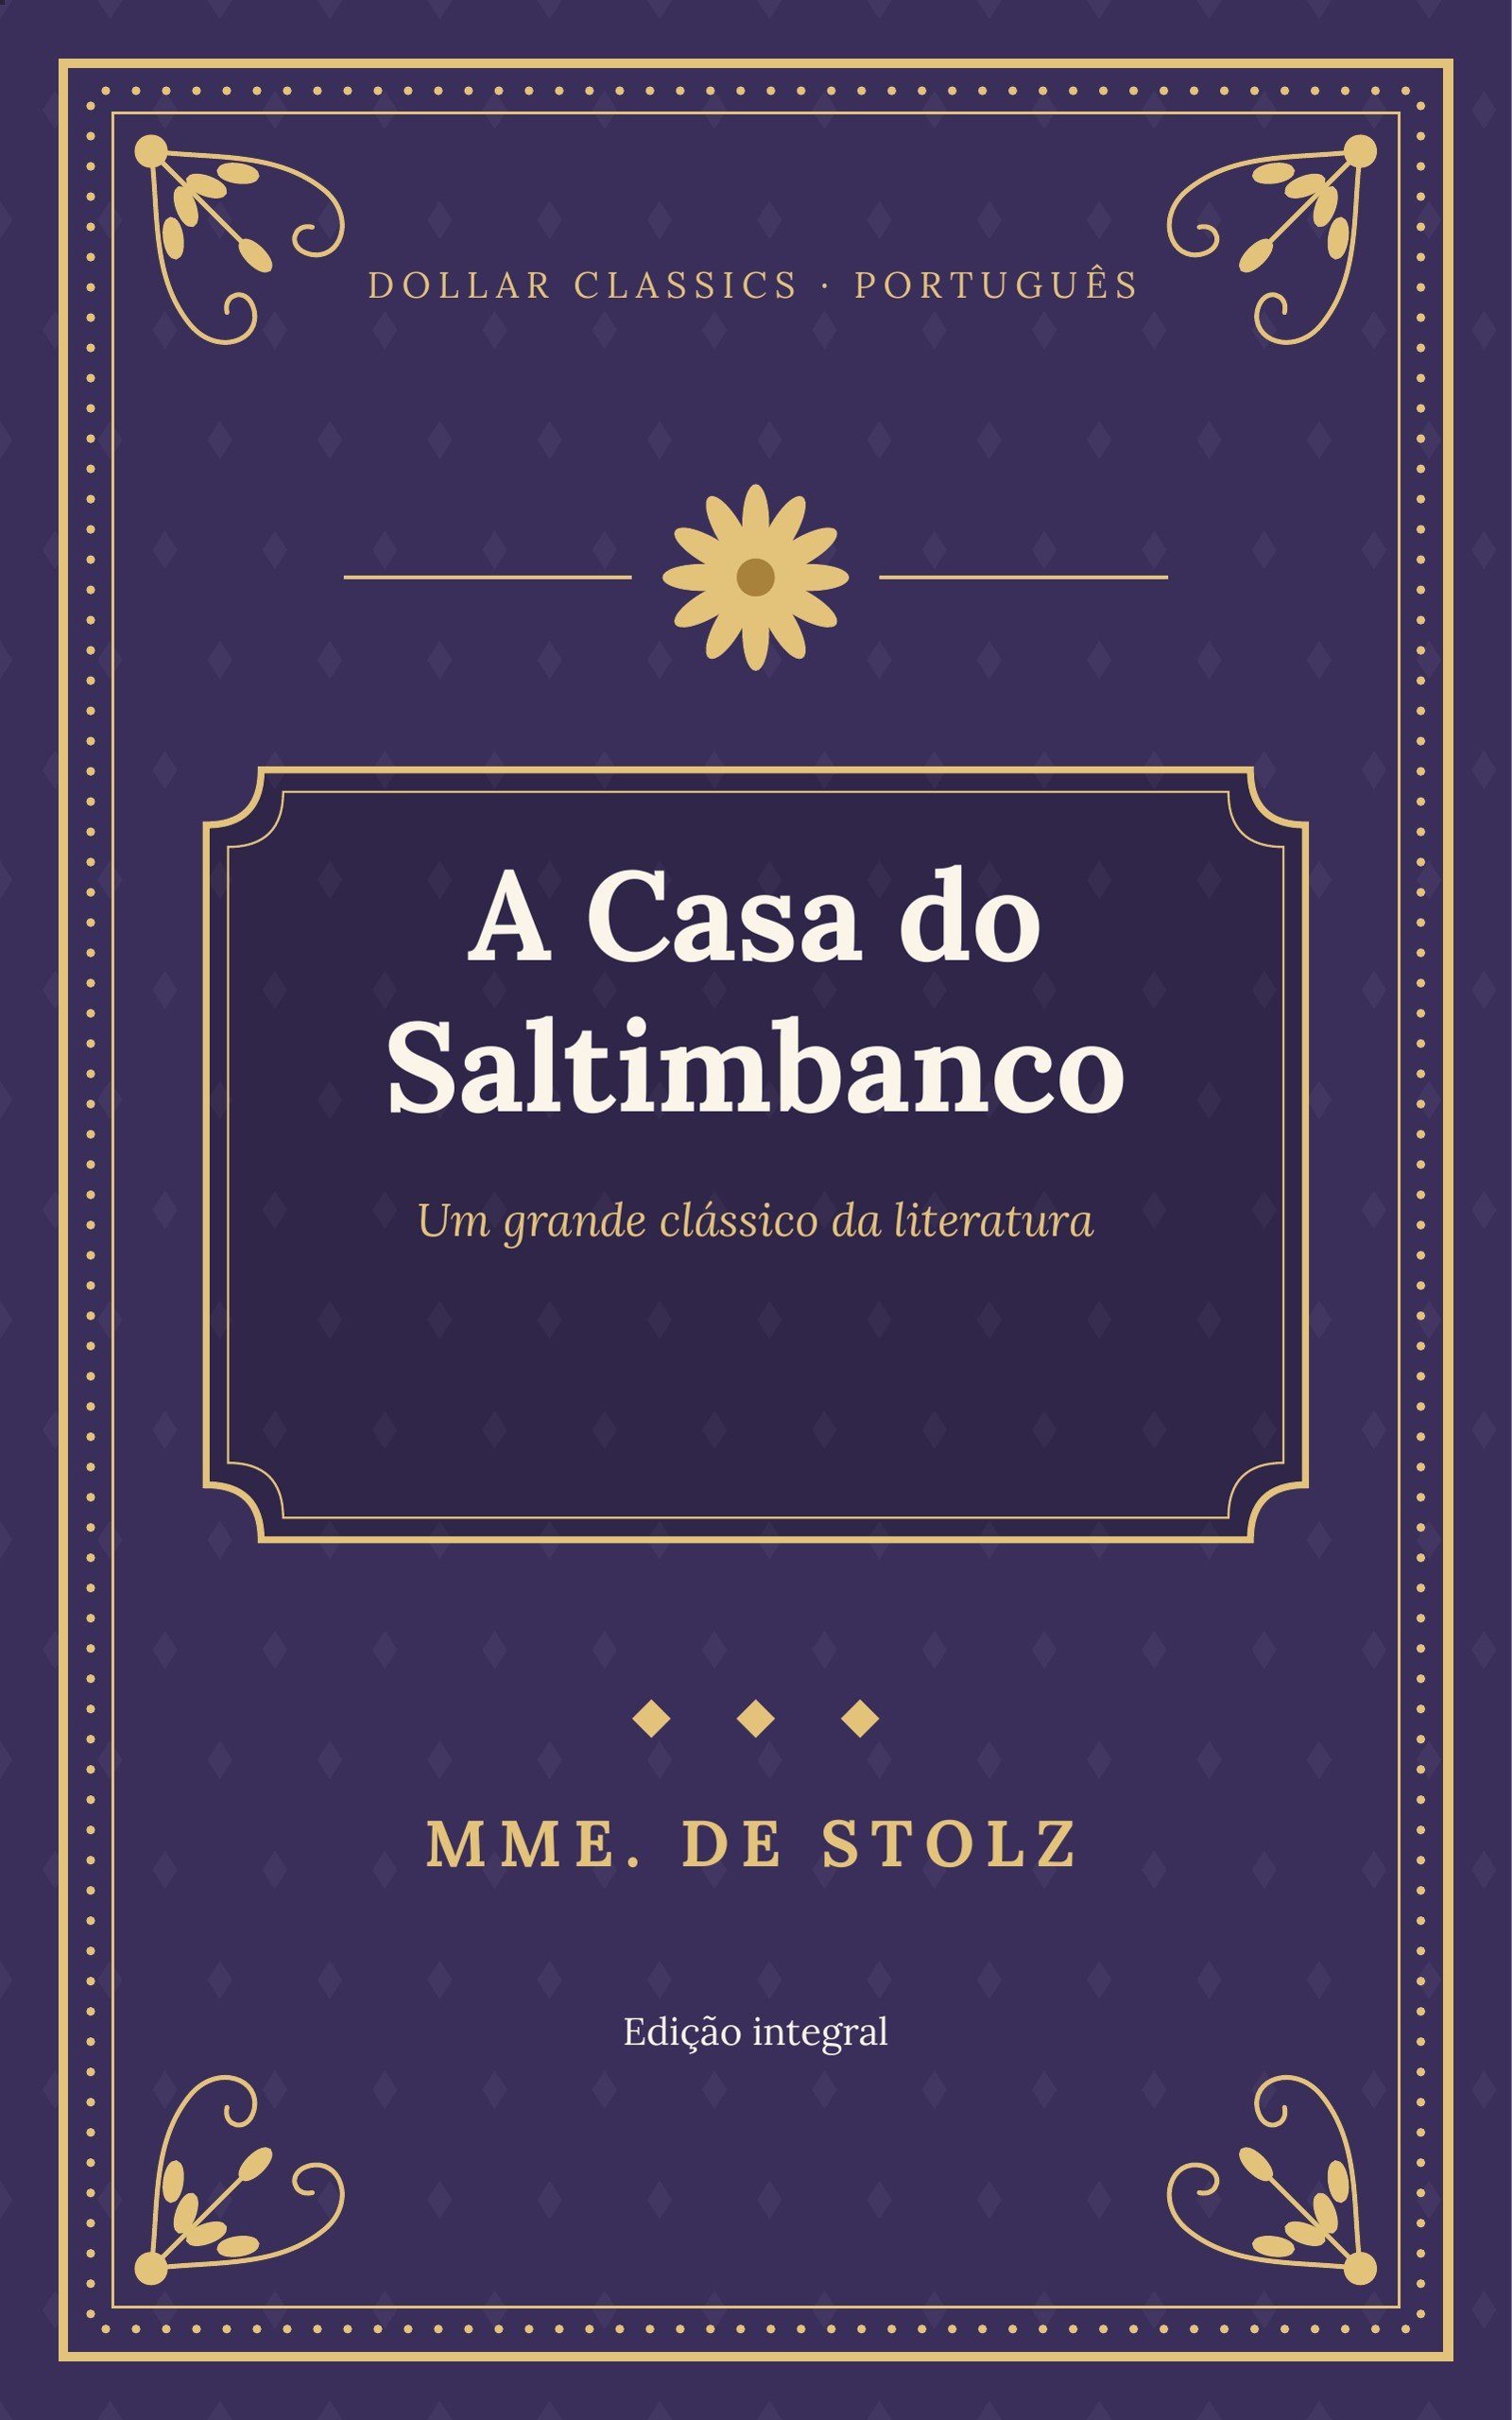 DOLLAR CLASSICS · PORTUGUÊS
A Casa do
Saltimbanco
Um grande clássico da literatura
MME. DE STOLZ
Edição integral